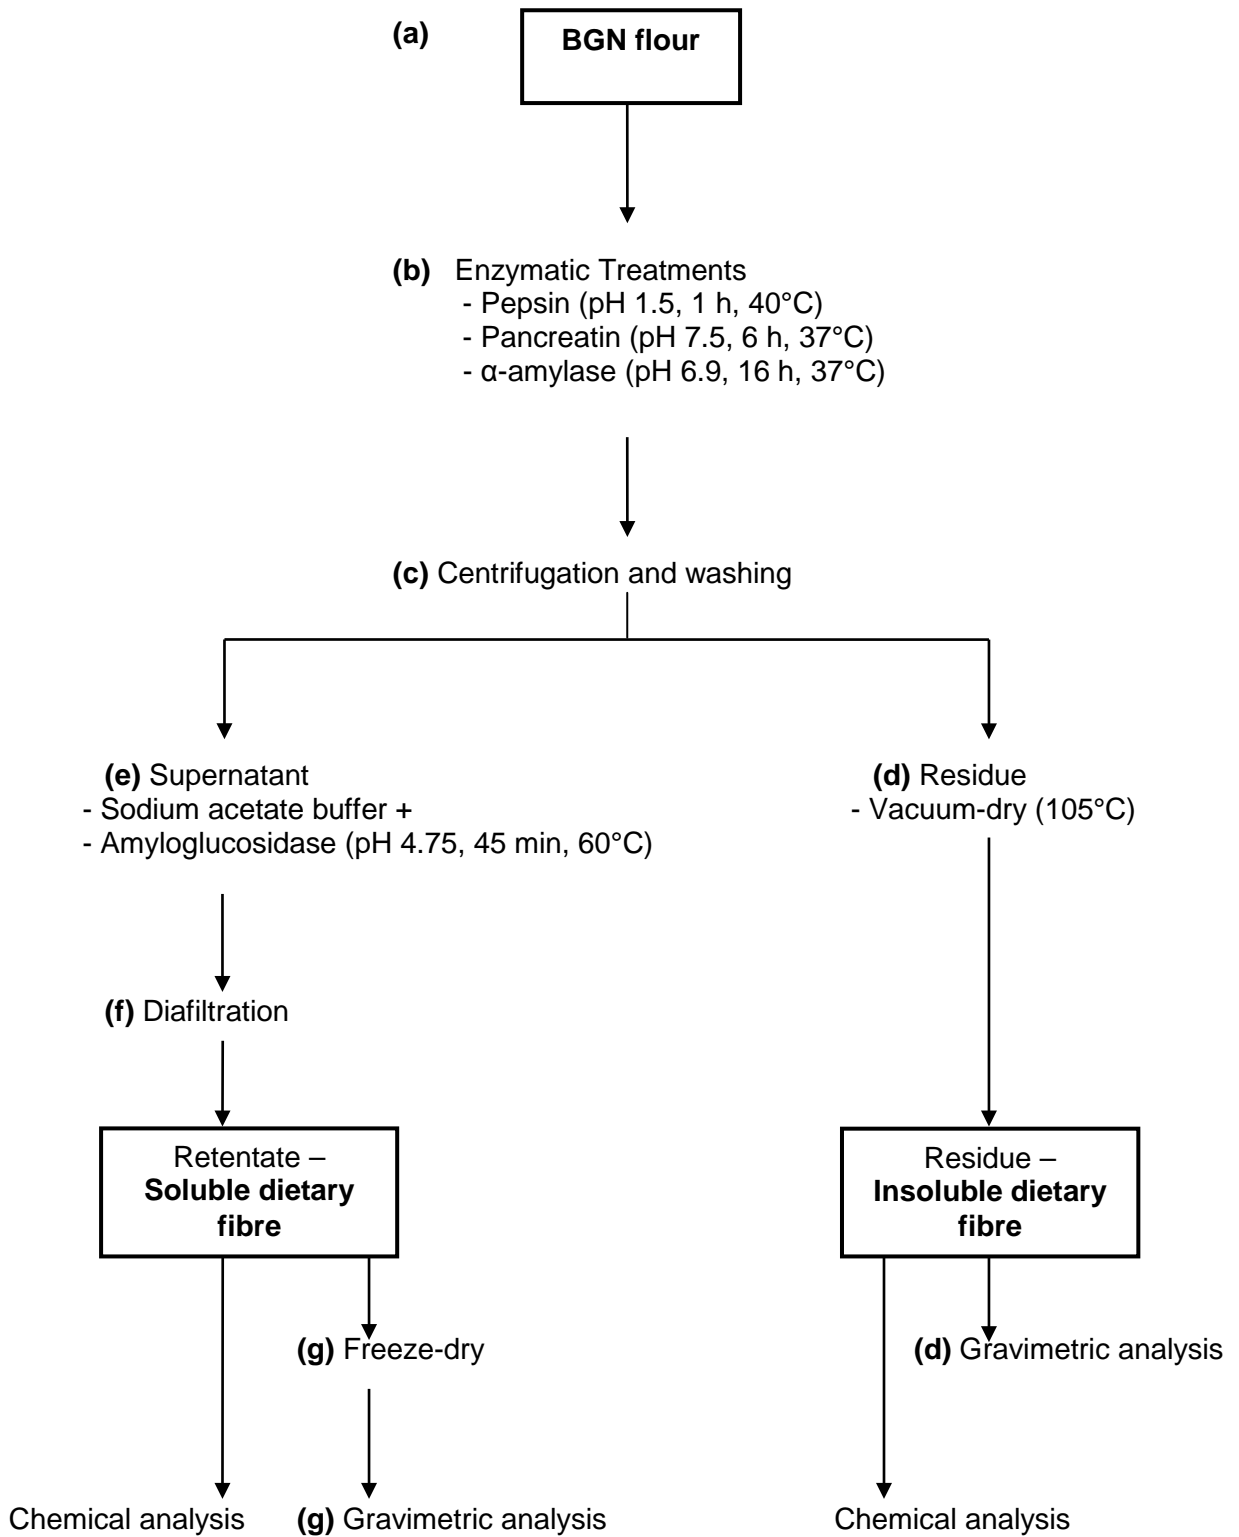 (a) BGN flour
(b) Enzymatic Treatments
- Pepsin (pH 1.5, 1 h, 40°C)
- Pancreatin (pH 7.5, 6 h, 37°C)
- α-amylase (pH 6.9, 16 h, 37°C)
(c) Centrifugation and washing
(e) Supernatant
- Sodium acetate buffer +
- Amyloglucosidase (pH 4.75, 45 min, 60°C)
(d) Residue
- Vacuum-dry (105°C)
(f) Diafiltration
Retentate –
Soluble dietary
fibre
Residue –
Insoluble dietary
fibre
(g) Freeze-dry
(d) Gravimetric analysis
Chemical analysis
(g) Gravimetric analysis
Chemical analysis